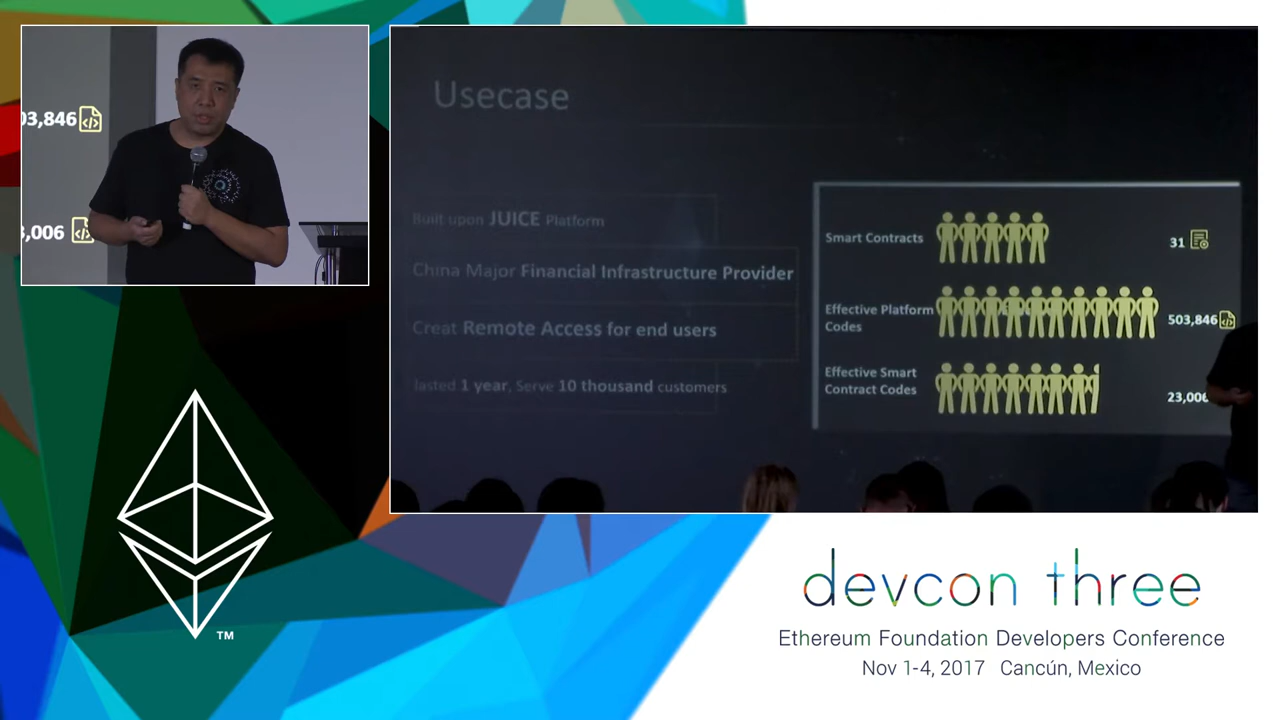 03,846
,006
Usecase
Built upon JUICE Platform
China Major Financial Infrastructure Provider
Creat Remote Access for end users
lasted 1 year, Serve 10 thousand customers
Smart Contracts
31
Effective Platform
Codes
503,846
Effective Smart
Contract Codes
23,006
TM
devcon three
Ethereum Foundation Developers Conference
Nov 1-4, 2017 Cancún, Mexico